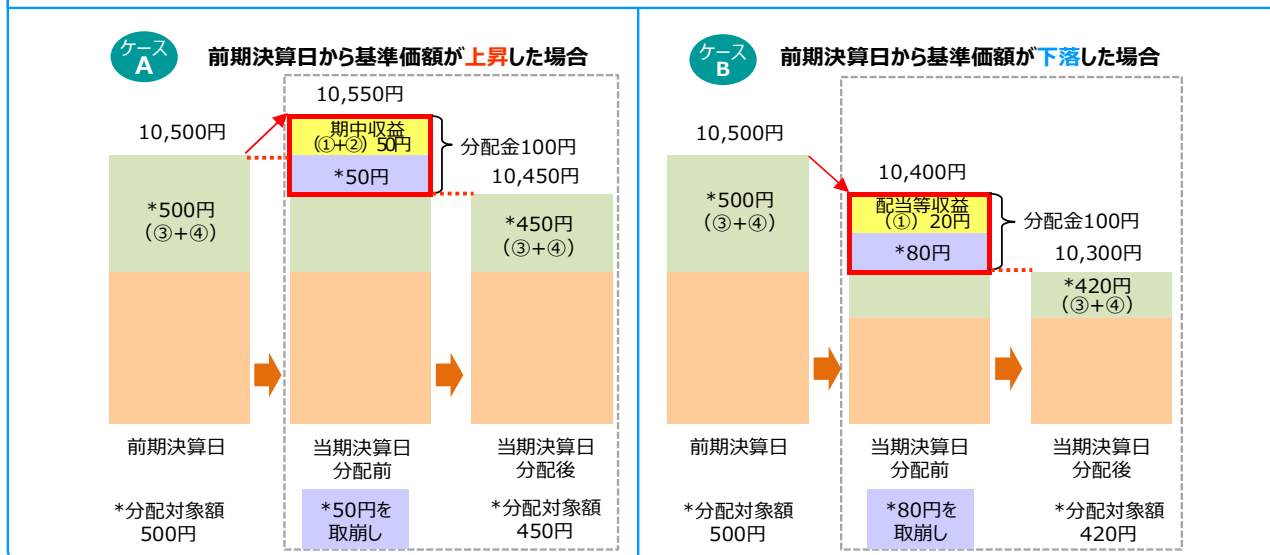 ケース
A
前期決算日から基準価額が上昇した場合
10,550円
10,500円
期中収益
(①+②) 50円
*50円
分配金100円
10,450円
*500円
(③+④)
*450円
(③+④)
前期決算日
当期決算日
分配前
当期決算日
分配後
*分配対象額
500円
*50円を
取崩し
*分配対象額
450円
ケース
B
前期決算日から基準価額が下落した場合
10,500円
10,400円
*500円
(③+④)
配当等収益
(①) 20円
*80円
分配金100円
10,300円
*420円
(③+④)
前期決算日
当期決算日
分配前
当期決算日
分配後
*分配対象額
500円
*80円を
取崩し
*分配対象額
420円